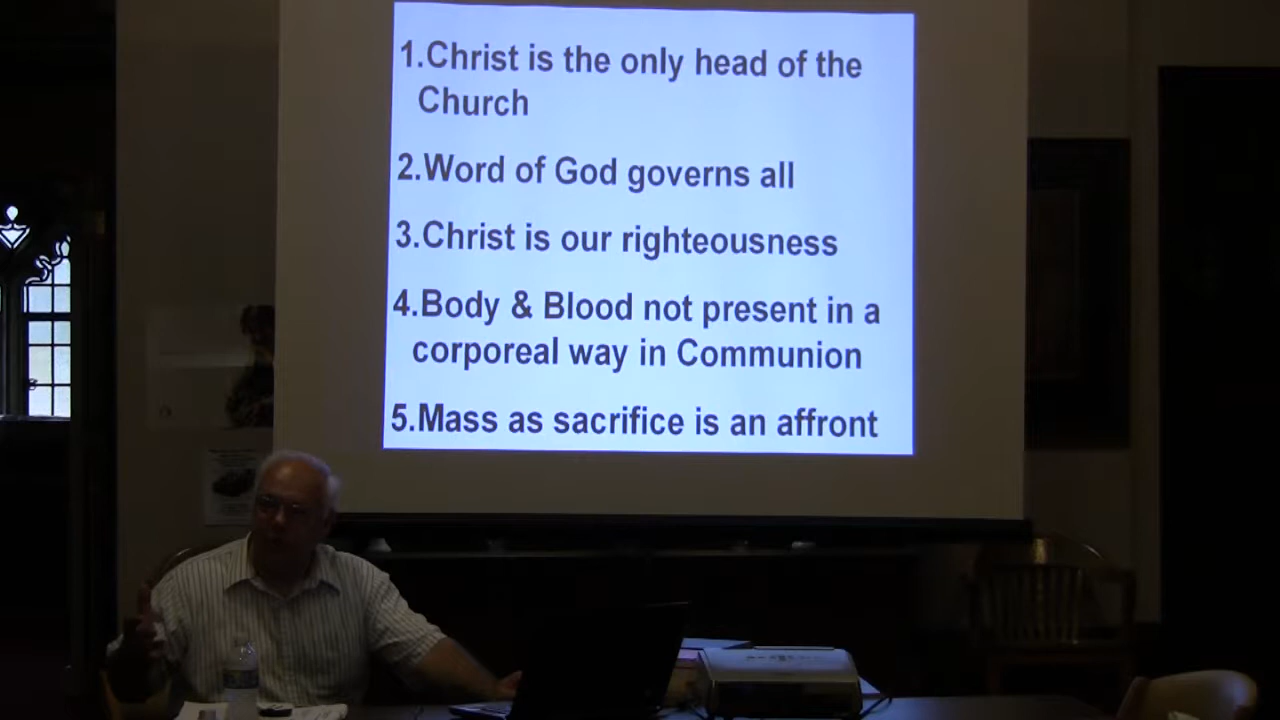 1.Christ is the only head of the
Church
2.Word of God governs all
3.Christ is our righteousness
4.Body & Blood not present in a
corporeal way in Communion
5.Mass as sacrifice is an affront